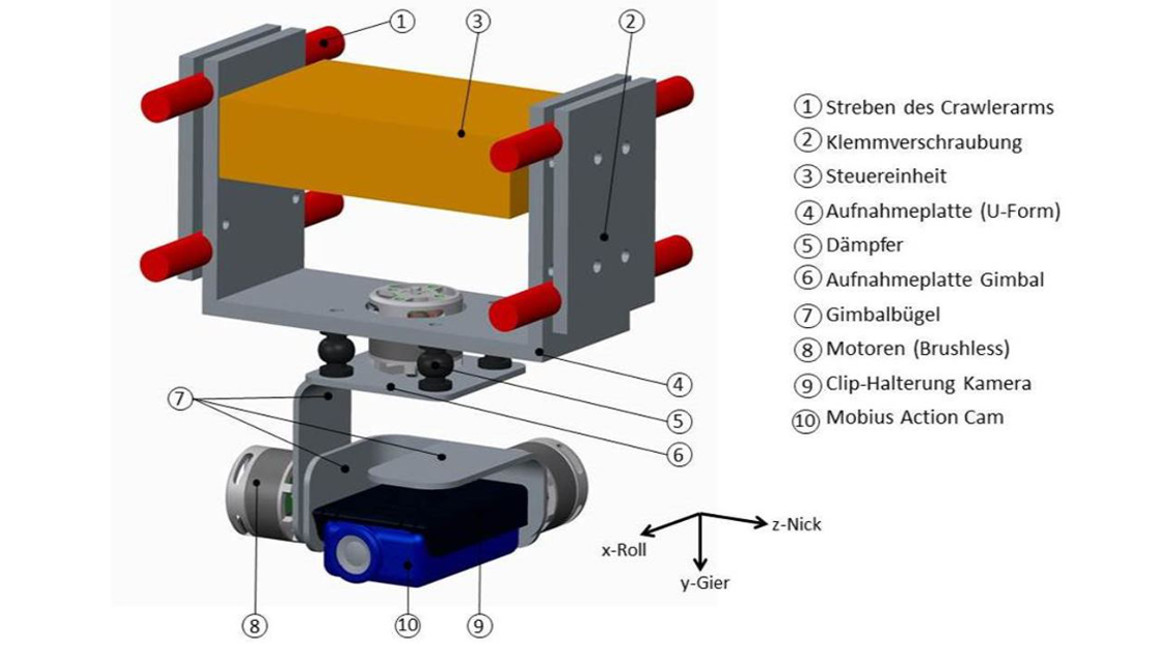 ① ③ ②
① Streben des Crawlerarms
② Klemmverschraubung
③ Steuereinheit
④ Aufnahmeplatte (U-Form)
⑤ Dämpfer
⑥ Aufnahmeplatte Gimbal
⑦ Gimbalbügel
⑧ Motoren (Brushless)
⑨ Clip-Halterung Kamera
⑩ Mobius Action Cam
④
⑦
⑤
⑥
z-Nick
x-Roll
y-Gier
⑧ ⑩ ⑨